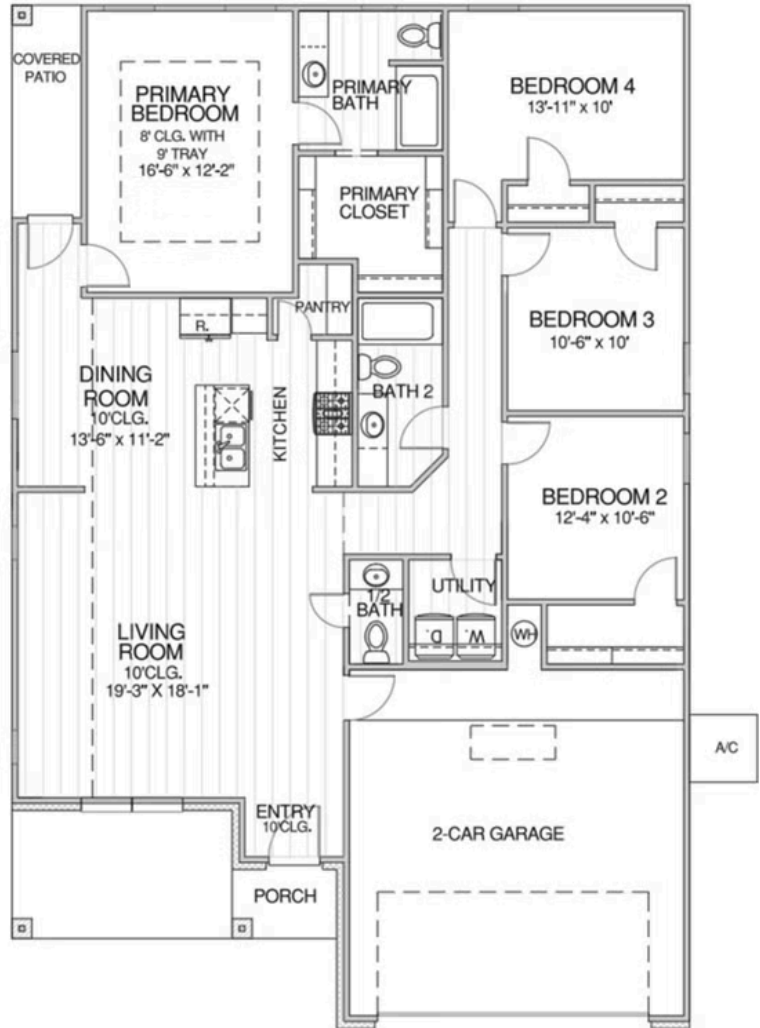 COVERED
PATIO
PRIMARY
BEDROOM
8' CLG. WITH
9' TRAY
16'-6" x 12'-2"
PRIMARY
BATH
BEDROOM 4
13'-11" x 10'
PRIMARY
CLOSET
PANTRY
R.
BEDROOM 3
10'-6" x 10'
DINING
ROOM
10'CLG.
13'-6" x 11'-2"
KITCHEN
BATH 2
BEDROOM 2
12'-4" x 10'-6"
UTILITY
1/2
BATH
D.
W.
WH
LIVING
ROOM
10'CLG.
19'-3" X 18'-1"
A/C
ENTRY
10'CLG.
2-CAR GARAGE
PORCH